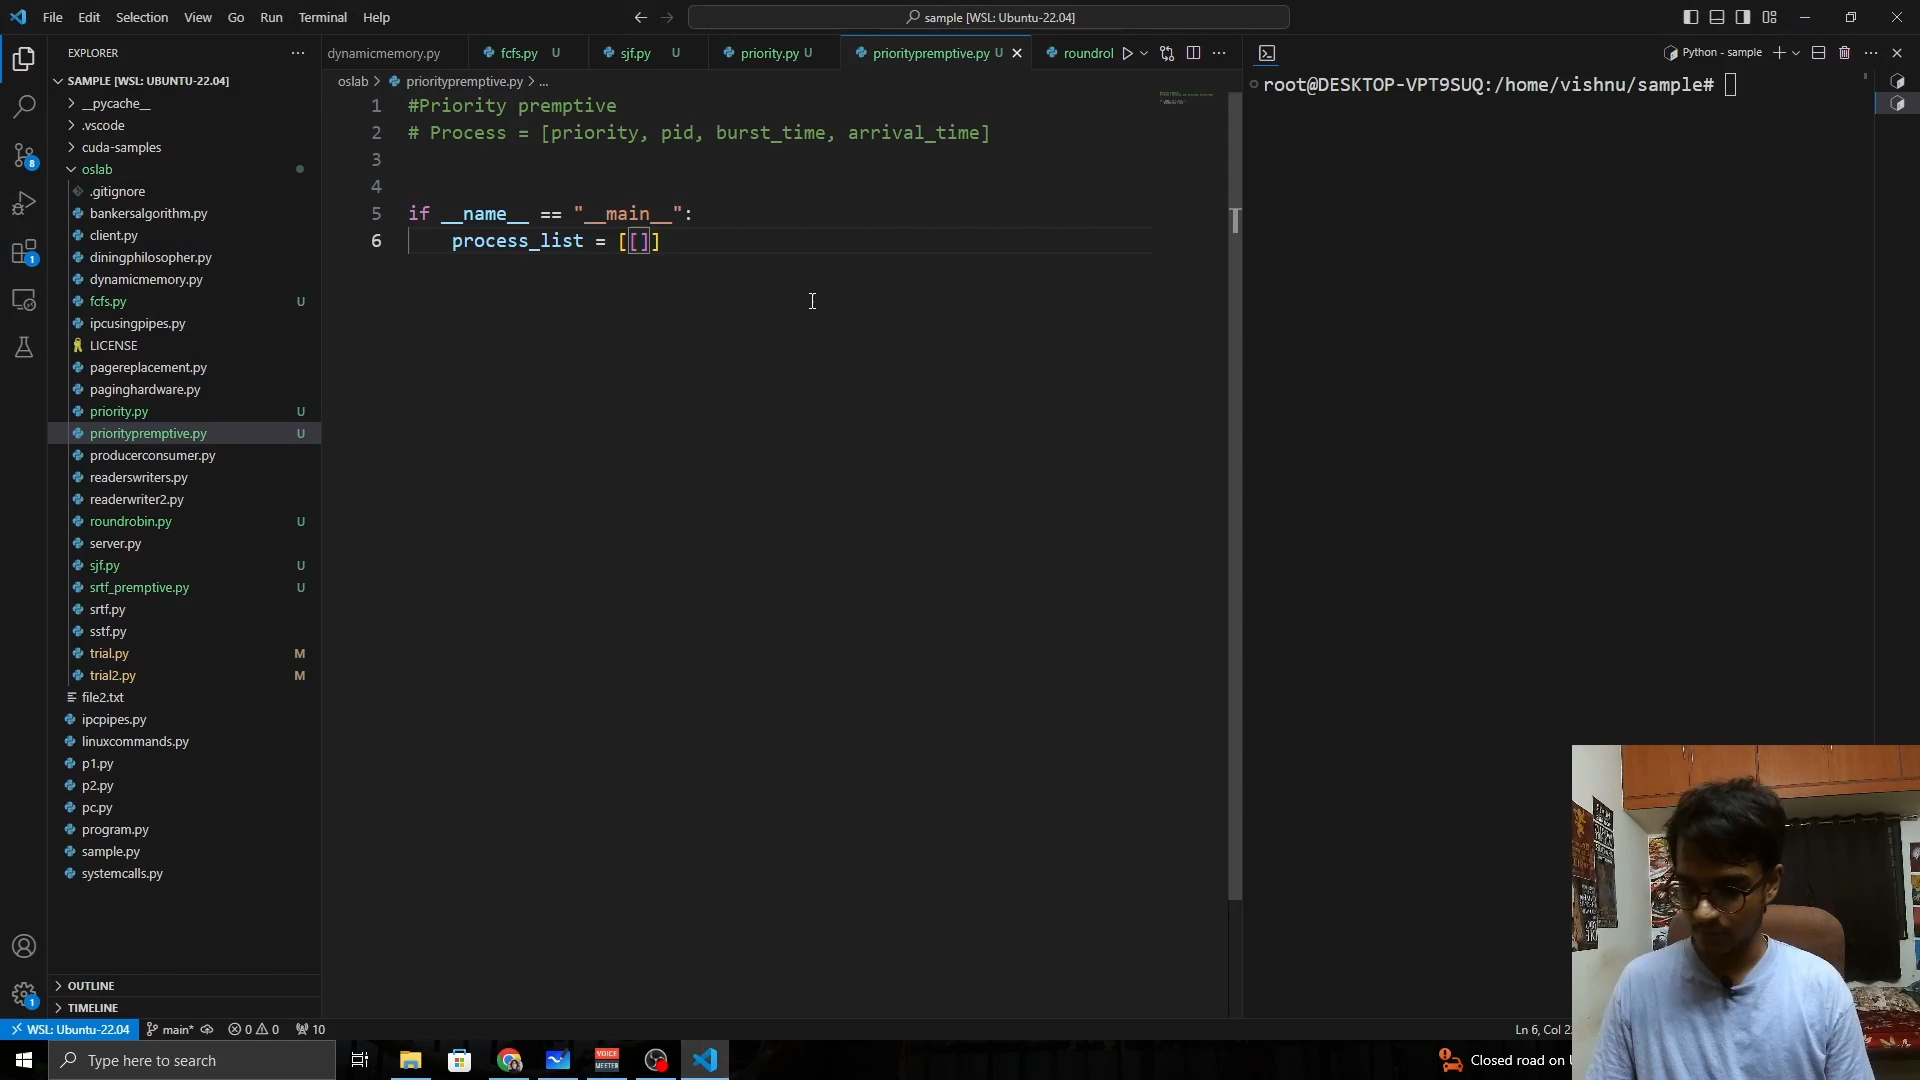 File Edit Selection View Go Run Terminal Help
sample [WSL: Ubuntu-22.04]
EXPLORER
SAMPLE [WSL: UBUNTU-22.04]
__pycache__
.vscode
cuda-samples
oslab
.gitignore
bankersalgorithm.py
client.py
diningphilosopher.py
dynamicmemory.py
fcfs.py U
ipcusingpipes.py
LICENSE
pagereplacement.py
paginghardware.py
priority.py U
prioritypremptive.py U
producerconsumer.py
readerswriters.py
readerwriter2.py
roundrobin.py U
server.py
sjf.py U
srtf_premptive.py U
srtf.py
sstf.py
trial.py M
trial2.py M
file2.txt
ipcpipes.py
linuxcommands.py
p1.py
p2.py
pc.py
program.py
sample.py
systemcalls.py
OUTLINE
TIMELINE
8
1
1
dynamicmemory.py fcfs.py U sjf.py U priority.py U prioritypremptive.py U roundrol
oslab > prioritypremptive.py > ...
1 #Priority premptive
2 # Process = [priority, pid, burst_time, arrival_time]
3
4
5 if __name__ == "__main__":
6 process_list = [[]]
Python - sample
root@DESKTOP-VPT9SUQ:/home/vishnu/sample#
WSL: Ubuntu-22.04 main* 0 0 10
Ln 6, Col
Type here to search
VOICE
MEETER
Closed road on